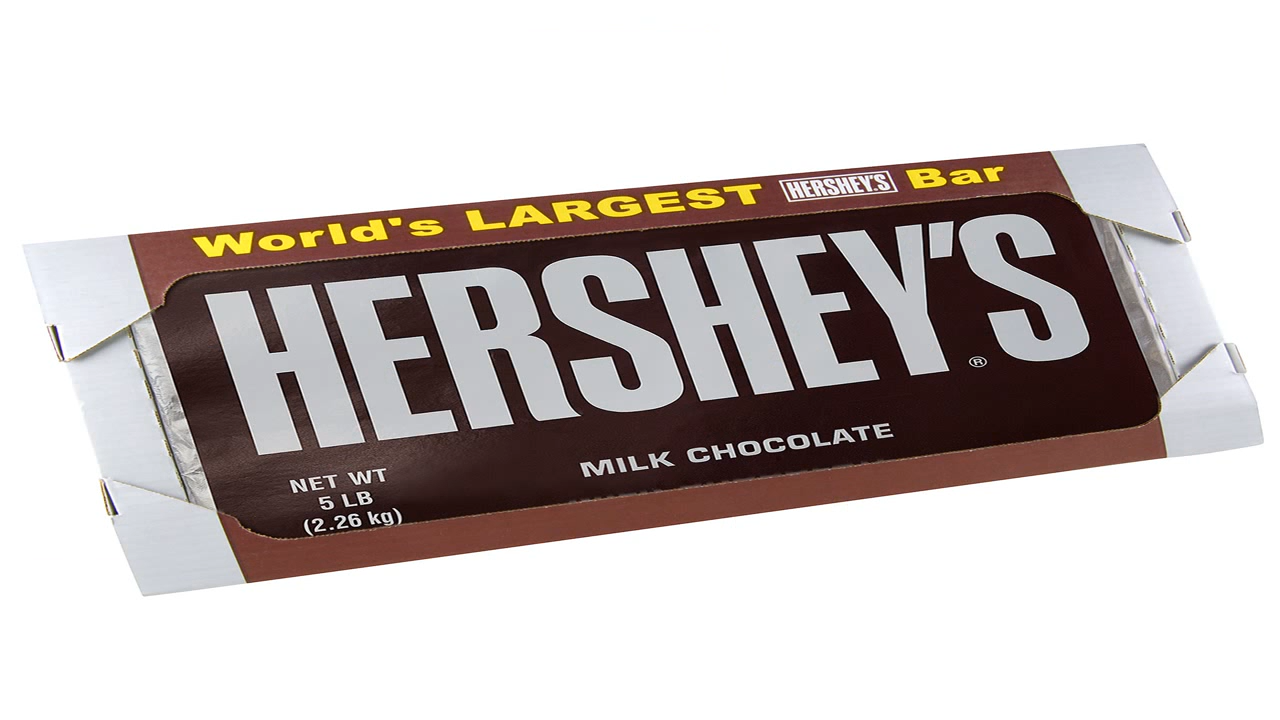 World's LARGEST HERSHEY'S Bar
HERSHEY'S®
MILK CHOCOLATE
NET WT
5 LB
(2.26 kg)